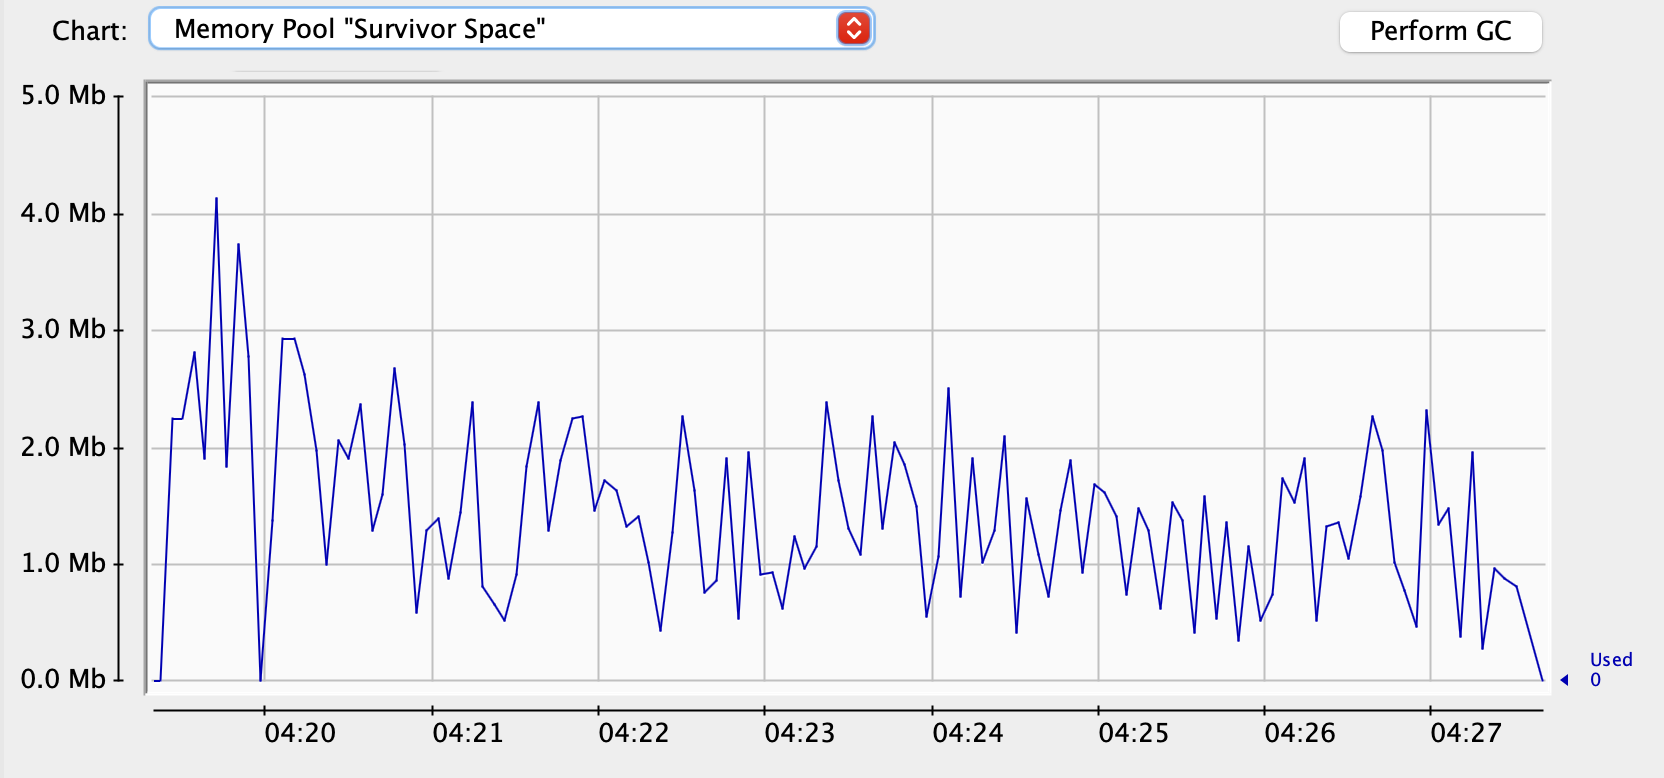 Chart: Memory Pool "Survivor Space" Perform GC
5.0 Mb
4.0 Mb
3.0 Mb
2.0 Mb
1.0 Mb
0.0 Mb
Used
0
04:20 04:21 04:22 04:23 04:24 04:25 04:26 04:27